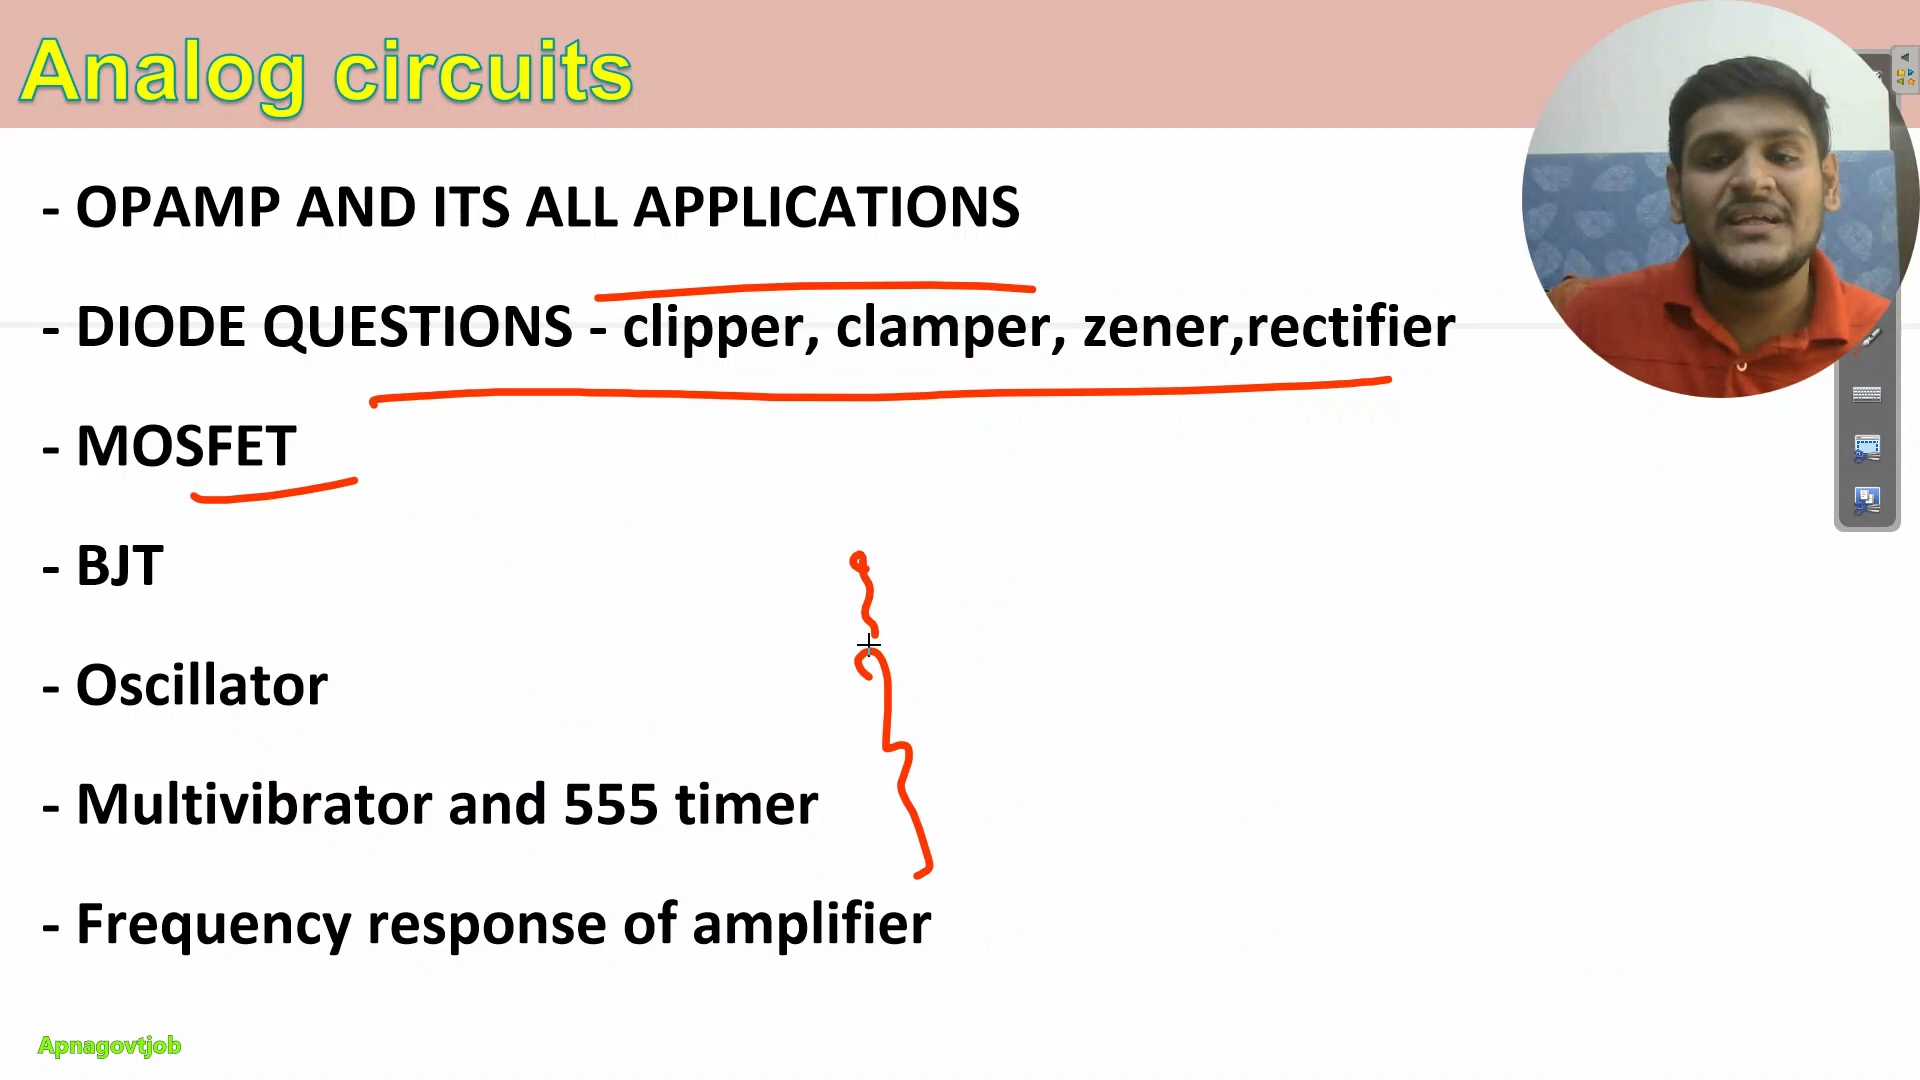 Analog circuits
- OPAMP AND ITS ALL APPLICATIONS
- DIODE QUESTIONS - clipper, clamper, zener,rectifier
- MOSFET
- BJT
- Oscillator
- Multivibrator and 555 timer
- Frequency response of amplifier
Apnagovtjob